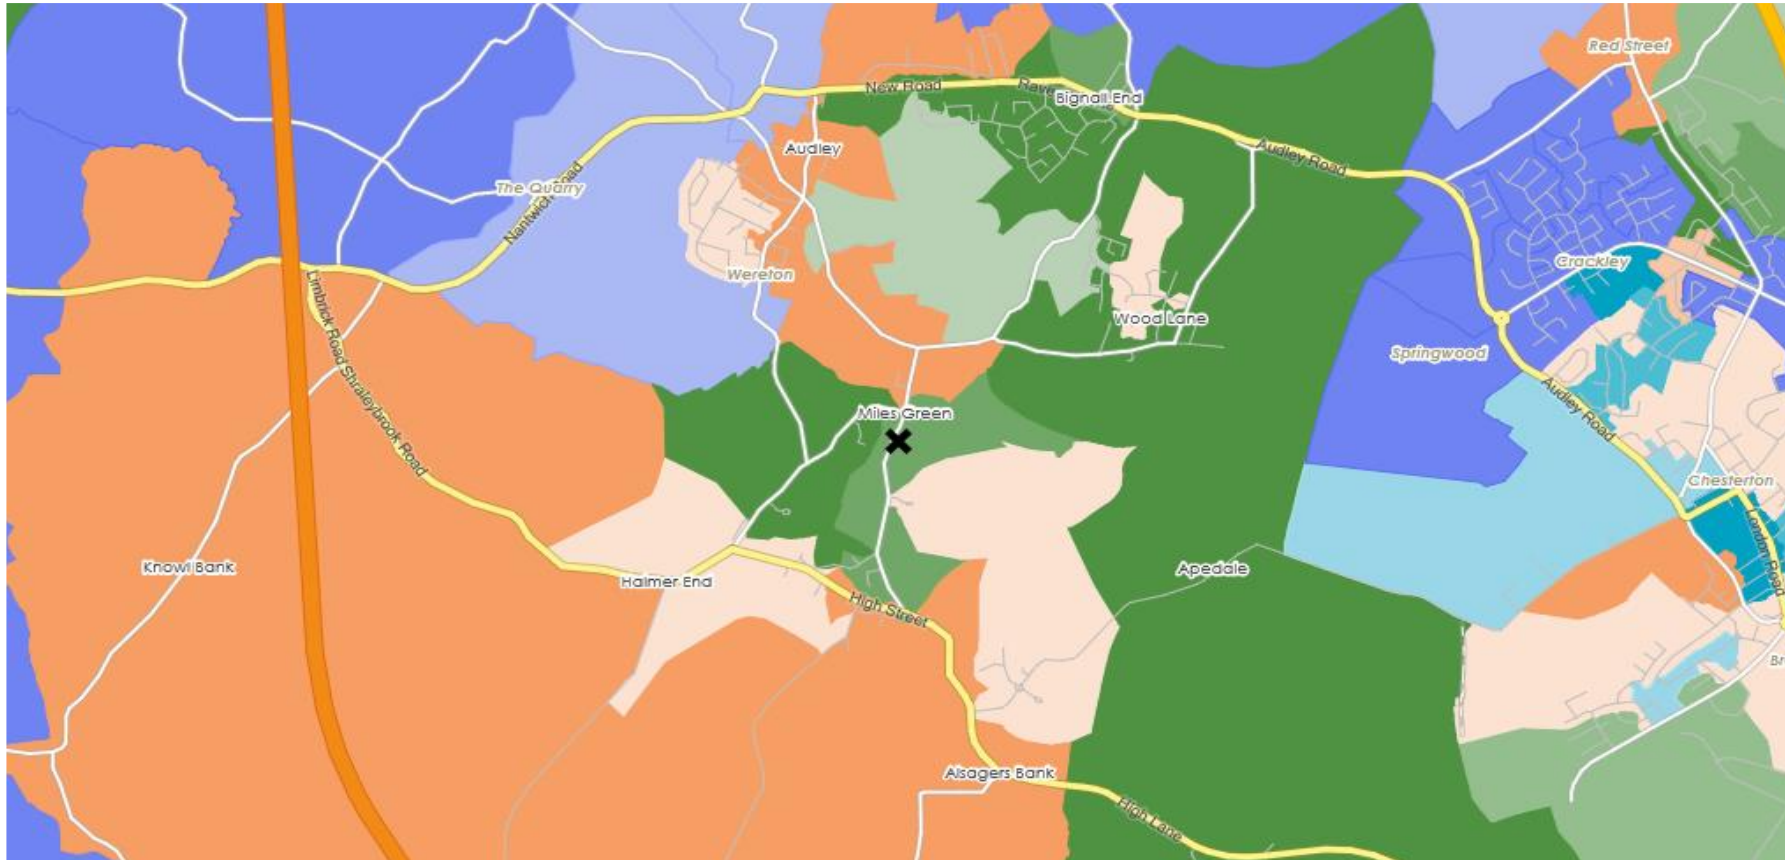 Red Street
New Road
Rave
Bignall End
Audley
Audley Road
The Quarry
Nantwich Road
Wereton
Crackley
Limbrick Road
Wood Lane
Springwood
Shraleybrook Road
Audley Road
Miles Green
Chesterton
London Road
Knowl Bank
Halmer End
Apedale
High Street
Br
Alsagers Bank
High Lane